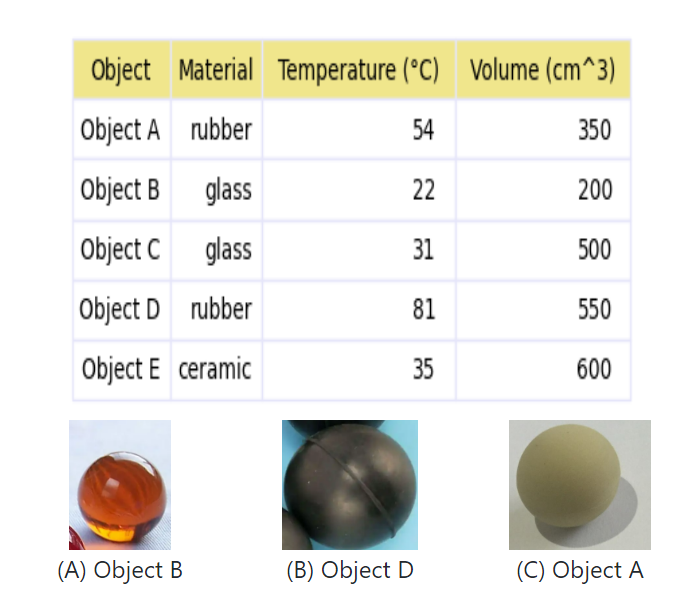 Object Material Temperature (°C) Volume (cm^3)
Object A rubber 54 350
Object B glass 22 200
Object C glass 31 500
Object D rubber 81 550
Object E ceramic 35 600
(A) Object B (B) Object D (C) Object A